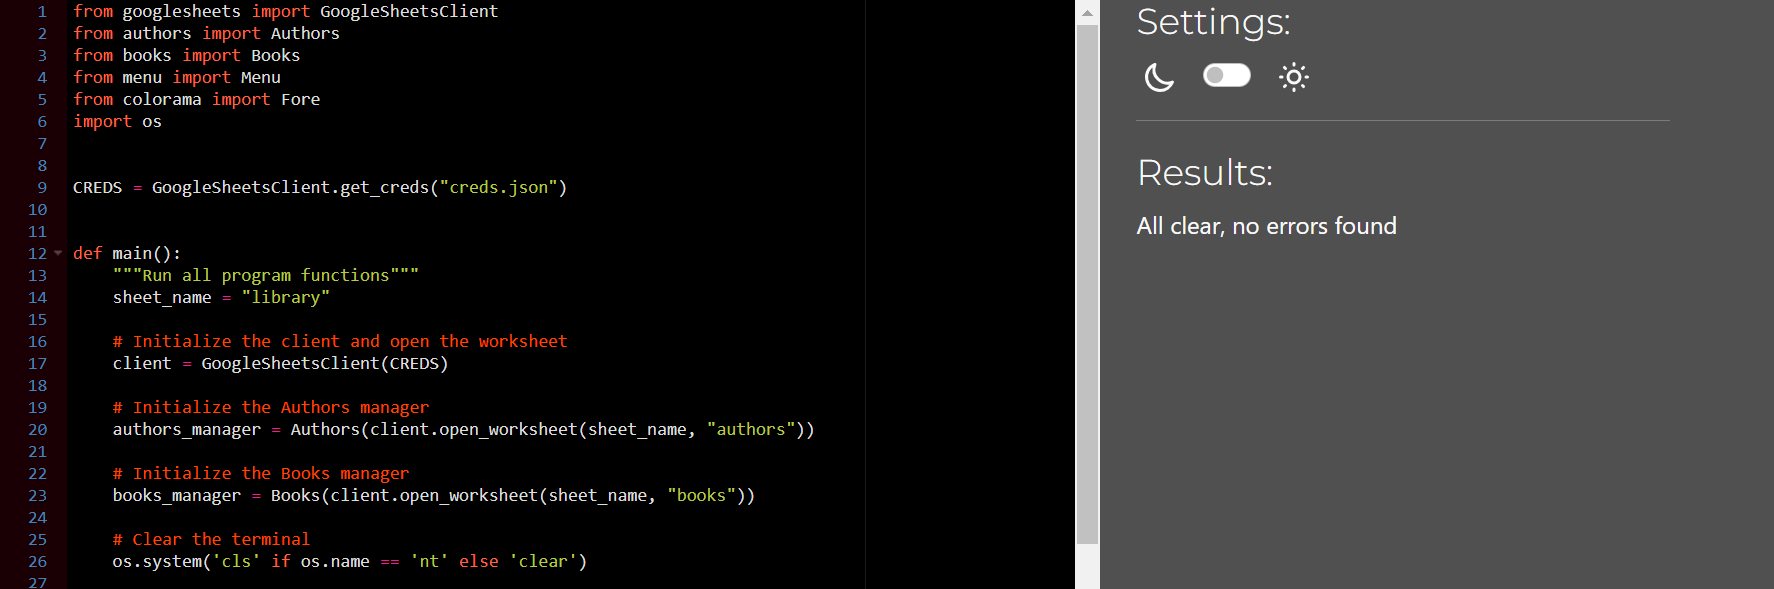 1 from googlesheets import GoogleSheetsClient
2 from authors import Authors
3 from books import Books
4 from menu import Menu
5 from colorama import Fore
6 import os
7
8
9 CREDS = GoogleSheetsClient.get_creds("creds.json")
10
11
12 def main():
13     """Run all program functions"""
14     sheet_name = "library"
15
16     # Initialize the client and open the worksheet
17     client = GoogleSheetsClient(CREDS)
18
19     # Initialize the Authors manager
20     authors_manager = Authors(client.open_worksheet(sheet_name, "authors"))
21
22     # Initialize the Books manager
23     books_manager = Books(client.open_worksheet(sheet_name, "books"))
24
25     # Clear the terminal
26     os.system('cls' if os.name == 'nt' else 'clear')
27
Settings:
Results:
All clear, no errors found